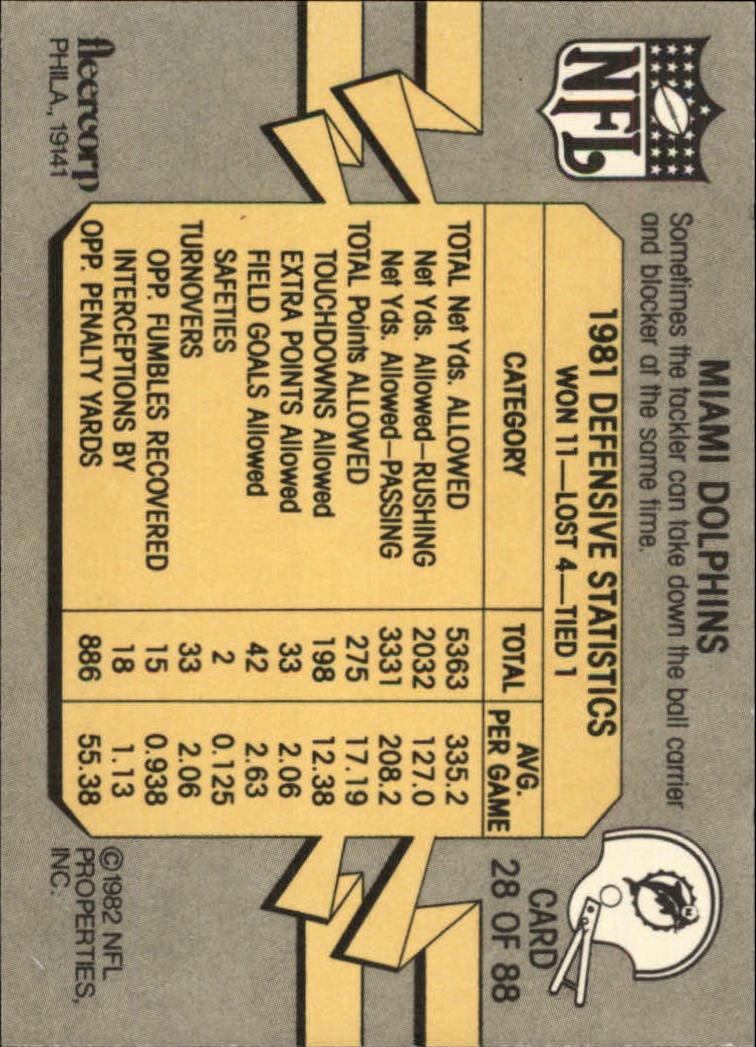 NFL
MIAMI DOLPHINS
Sometimes the tackler can take down the ball carrier
and blocker at the same time.
1981 DEFENSIVE STATISTICS
WON 11—LOST 4—TIED 1
CATEGORY TOTAL AVG. PER GAME
TOTAL Net Yds. ALLOWED 5363 335.2
Net Yds. Allowed—RUSHING 2032 127.0
Net Yds. Allowed—PASSING 3331 208.2
TOTAL Points ALLOWED 275 17.19
TOUCHDOWNS Allowed 198 12.38
EXTRA POINTS Allowed 33 2.06
FIELD GOALS Allowed 42 2.63
SAFETIES 2 0.125
TURNOVERS 33 2.06
OPP. FUMBLES RECOVERED 15 0.938
INTERCEPTIONS BY 18 1.13
OPP. PENALTY YARDS 886 55.38
CARD
28 OF 88
fleercorp
PHILA., 19141
©1982 NFL
PROPERTIES,
INC.